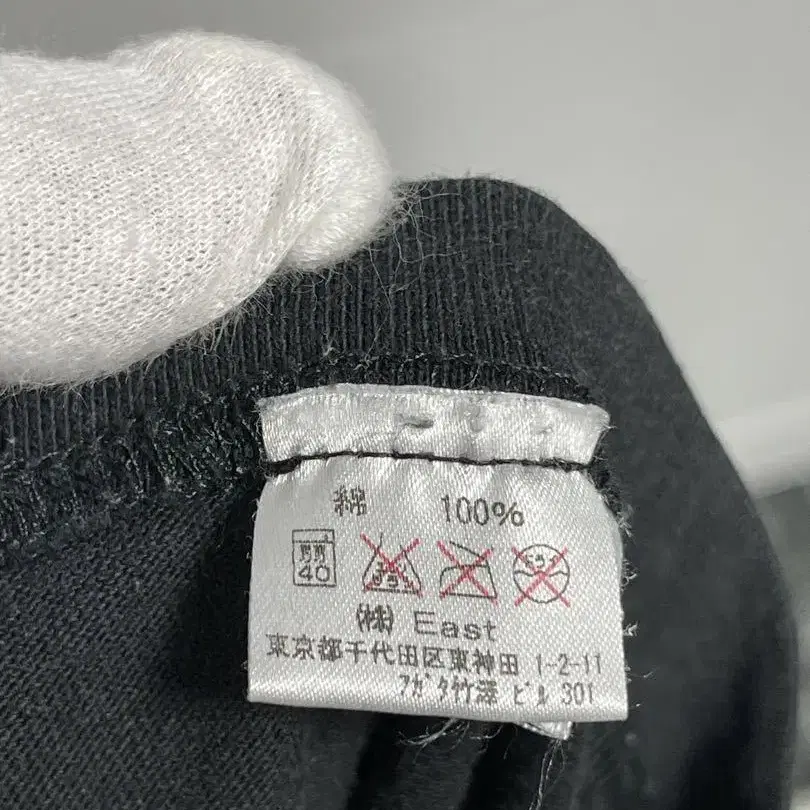 綿 100%
40
(株) East
東京都千代田区東神田 1-2-11
アガタ竹澤ビル 301